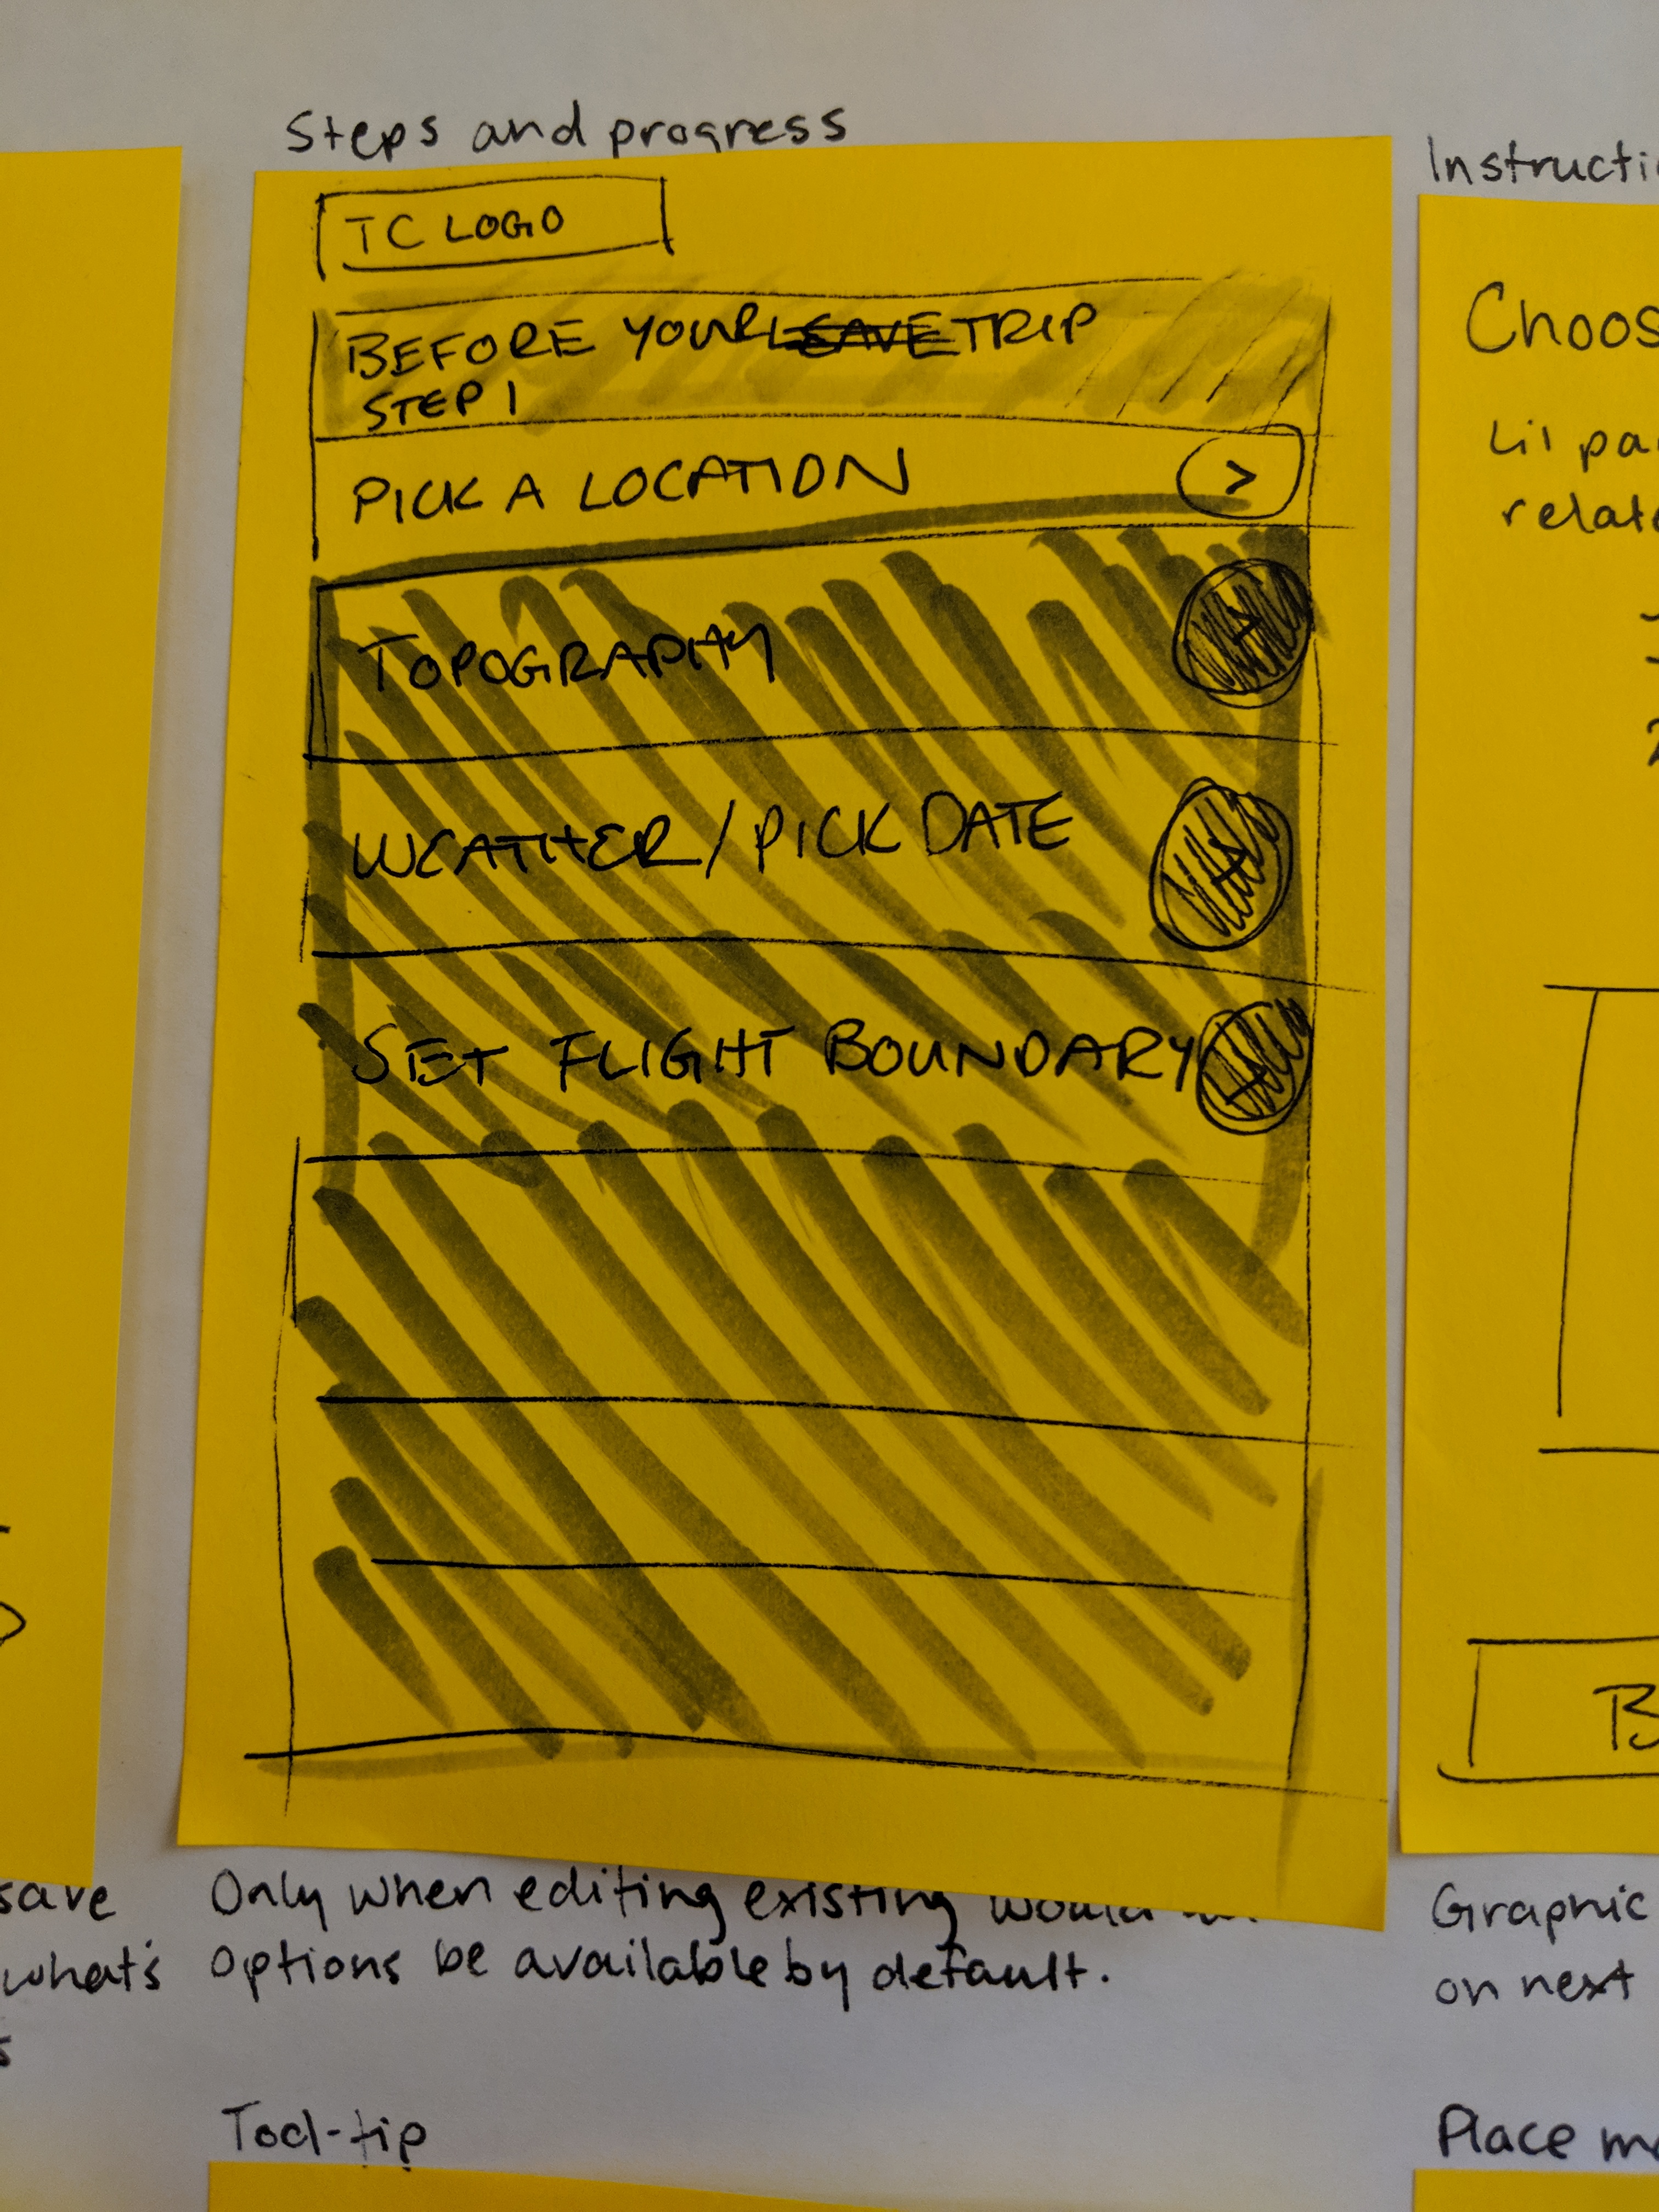 Steps and progress
Instructi
TC LOGO
BEFORE YOUR LEAVE TRIP
STEP 1
PICK A LOCATION >
TOPOGRAPHY
WEATHER / PICK DATE
SET FLIGHT BOUNDARY
Choos
Lil pa
relat
B
save
what's
s
Only when editing existing would
options be available by default.
Graphic
on next
Tool-tip
Place m